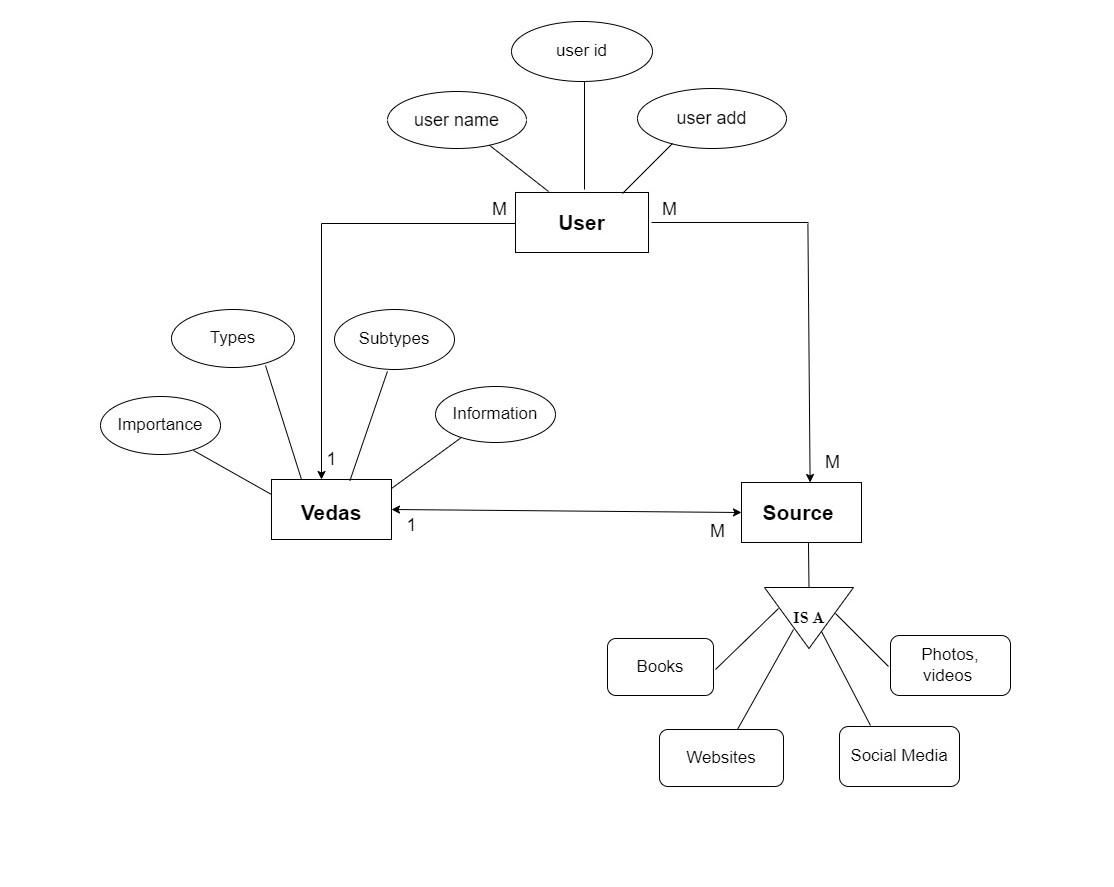 user id
user name
user add
M
User
M
Types
Subtypes
Importance
Information
1
M
Vedas
1
M
Source
IS A
Books
Photos,
videos
Websites
Social Media